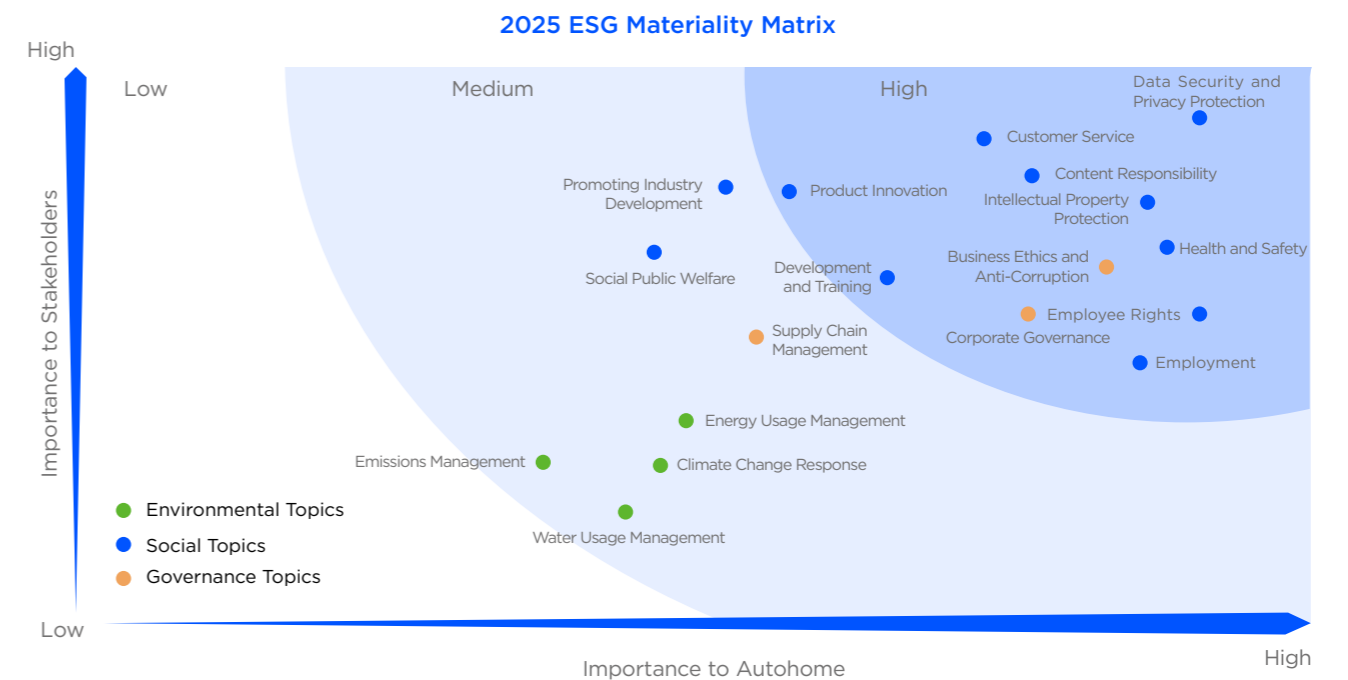 2025 ESG Materiality Matrix
High
Low
Medium
High
Data Security and
Privacy Protection
Customer Service
Content Responsibility
Promoting Industry
Development
Product Innovation
Intellectual Property
Protection
Social Public Welfare
Development
and Training
Business Ethics and
Anti-Corruption
Health and Safety
Supply Chain
Management
Employee Rights
Corporate Governance
Employment
Energy Usage Management
Emissions Management
Climate Change Response
Water Usage Management
Importance to Stakeholders
Environmental Topics
Social Topics
Governance Topics
Low
Importance to Autohome
High